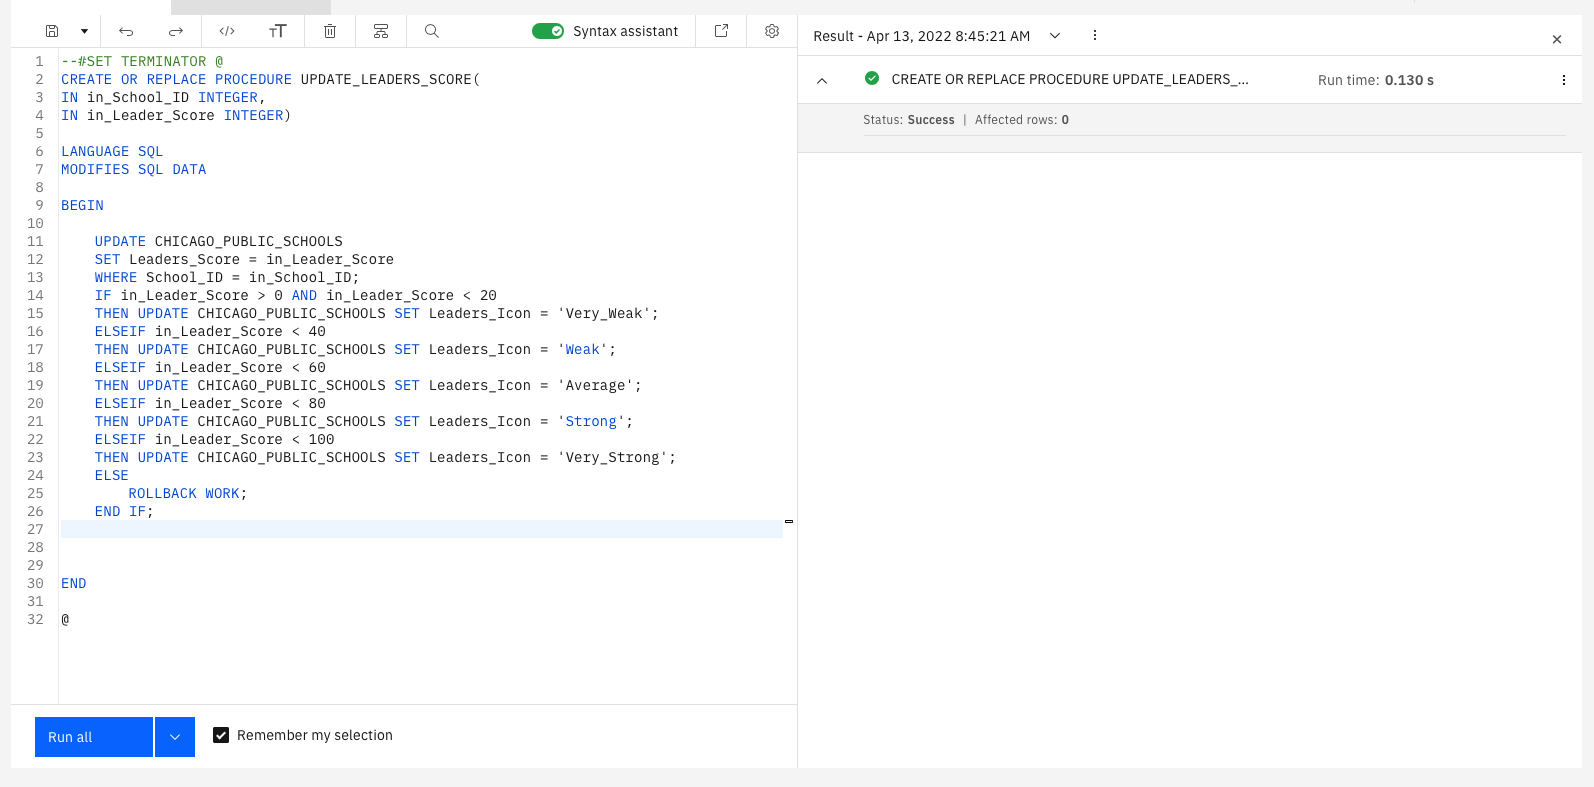 Syntax assistant
1 --#SET TERMINATOR @
2 CREATE OR REPLACE PROCEDURE UPDATE_LEADERS_SCORE(
3 IN in_School_ID INTEGER,
4 IN in_Leader_Score INTEGER)
5
6 LANGUAGE SQL
7 MODIFIES SQL DATA
8
9 BEGIN
10
11 UPDATE CHICAGO_PUBLIC_SCHOOLS
12 SET Leaders_Score = in_Leader_Score
13 WHERE School_ID = in_School_ID;
14 IF in_Leader_Score > 0 AND in_Leader_Score < 20
15 THEN UPDATE CHICAGO_PUBLIC_SCHOOLS SET Leaders_Icon = 'Very_Weak';
16 ELSEIF in_Leader_Score < 40
17 THEN UPDATE CHICAGO_PUBLIC_SCHOOLS SET Leaders_Icon = 'Weak';
18 ELSEIF in_Leader_Score < 60
19 THEN UPDATE CHICAGO_PUBLIC_SCHOOLS SET Leaders_Icon = 'Average';
20 ELSEIF in_Leader_Score < 80
21 THEN UPDATE CHICAGO_PUBLIC_SCHOOLS SET Leaders_Icon = 'Strong';
22 ELSEIF in_Leader_Score < 100
23 THEN UPDATE CHICAGO_PUBLIC_SCHOOLS SET Leaders_Icon = 'Very_Strong';
24 ELSE
25 ROLLBACK WORK;
26 END IF;
27
28
29
30 END
31
32 @
Run all
Remember my selection
Result - Apr 13, 2022 8:45:21 AM
CREATE OR REPLACE PROCEDURE UPDATE_LEADERS_... Run time: 0.130 s
Status: Success | Affected rows: 0